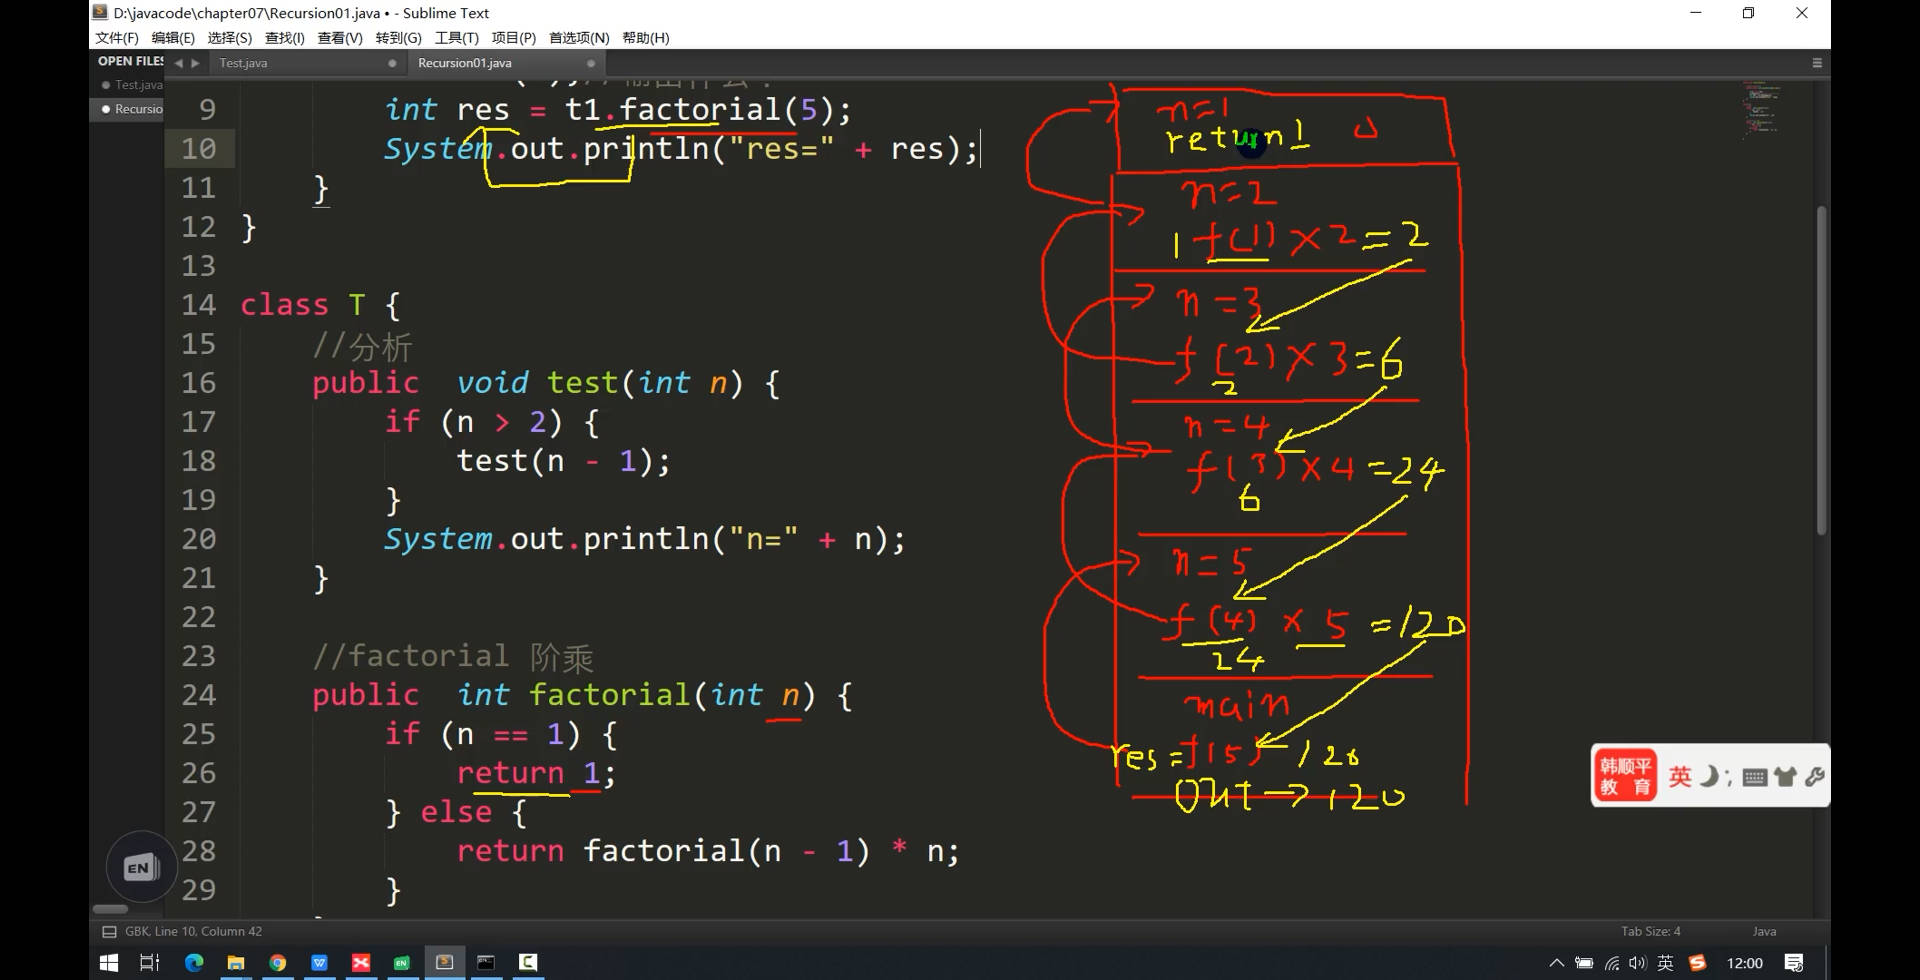 D:\javacode\chapter07\Recursion01.java • - Sublime Text
文件(F) 编辑(E) 选择(S) 查找(I) 查看(V) 转到(G) 工具(T) 项目(P) 首选项(N) 帮助(H)
OPEN FILES
Test.java
Recursion01.java
Test.java
Recursio
9 int res = t1.factorial(5);
10 System.out.println("res=" + res);
11 }
12 }
13
14 class T {
15 //分析
16 public void test(int n) {
17 if (n > 2) {
18 test(n - 1);
19 }
20 System.out.println("n=" + n);
21 }
22
23 //factorial 阶乘
24 public int factorial(int n) {
25 if (n == 1) {
26 return 1;
27 } else {
28 return factorial(n - 1) * n;
29 }
n=1
return 1
n=2
1 f(1) × 2 = 2
n=3
f(2) × 3 = 6
2
n=4
f(3) × 4 = 24
6
n=5
f(4) × 5 = 120
24
main
res = f(5) 120
out → 120
韩顺平
教 育
英
EN
GBK, Line 10, Column 42
Tab Size: 4
Java
英
12:00